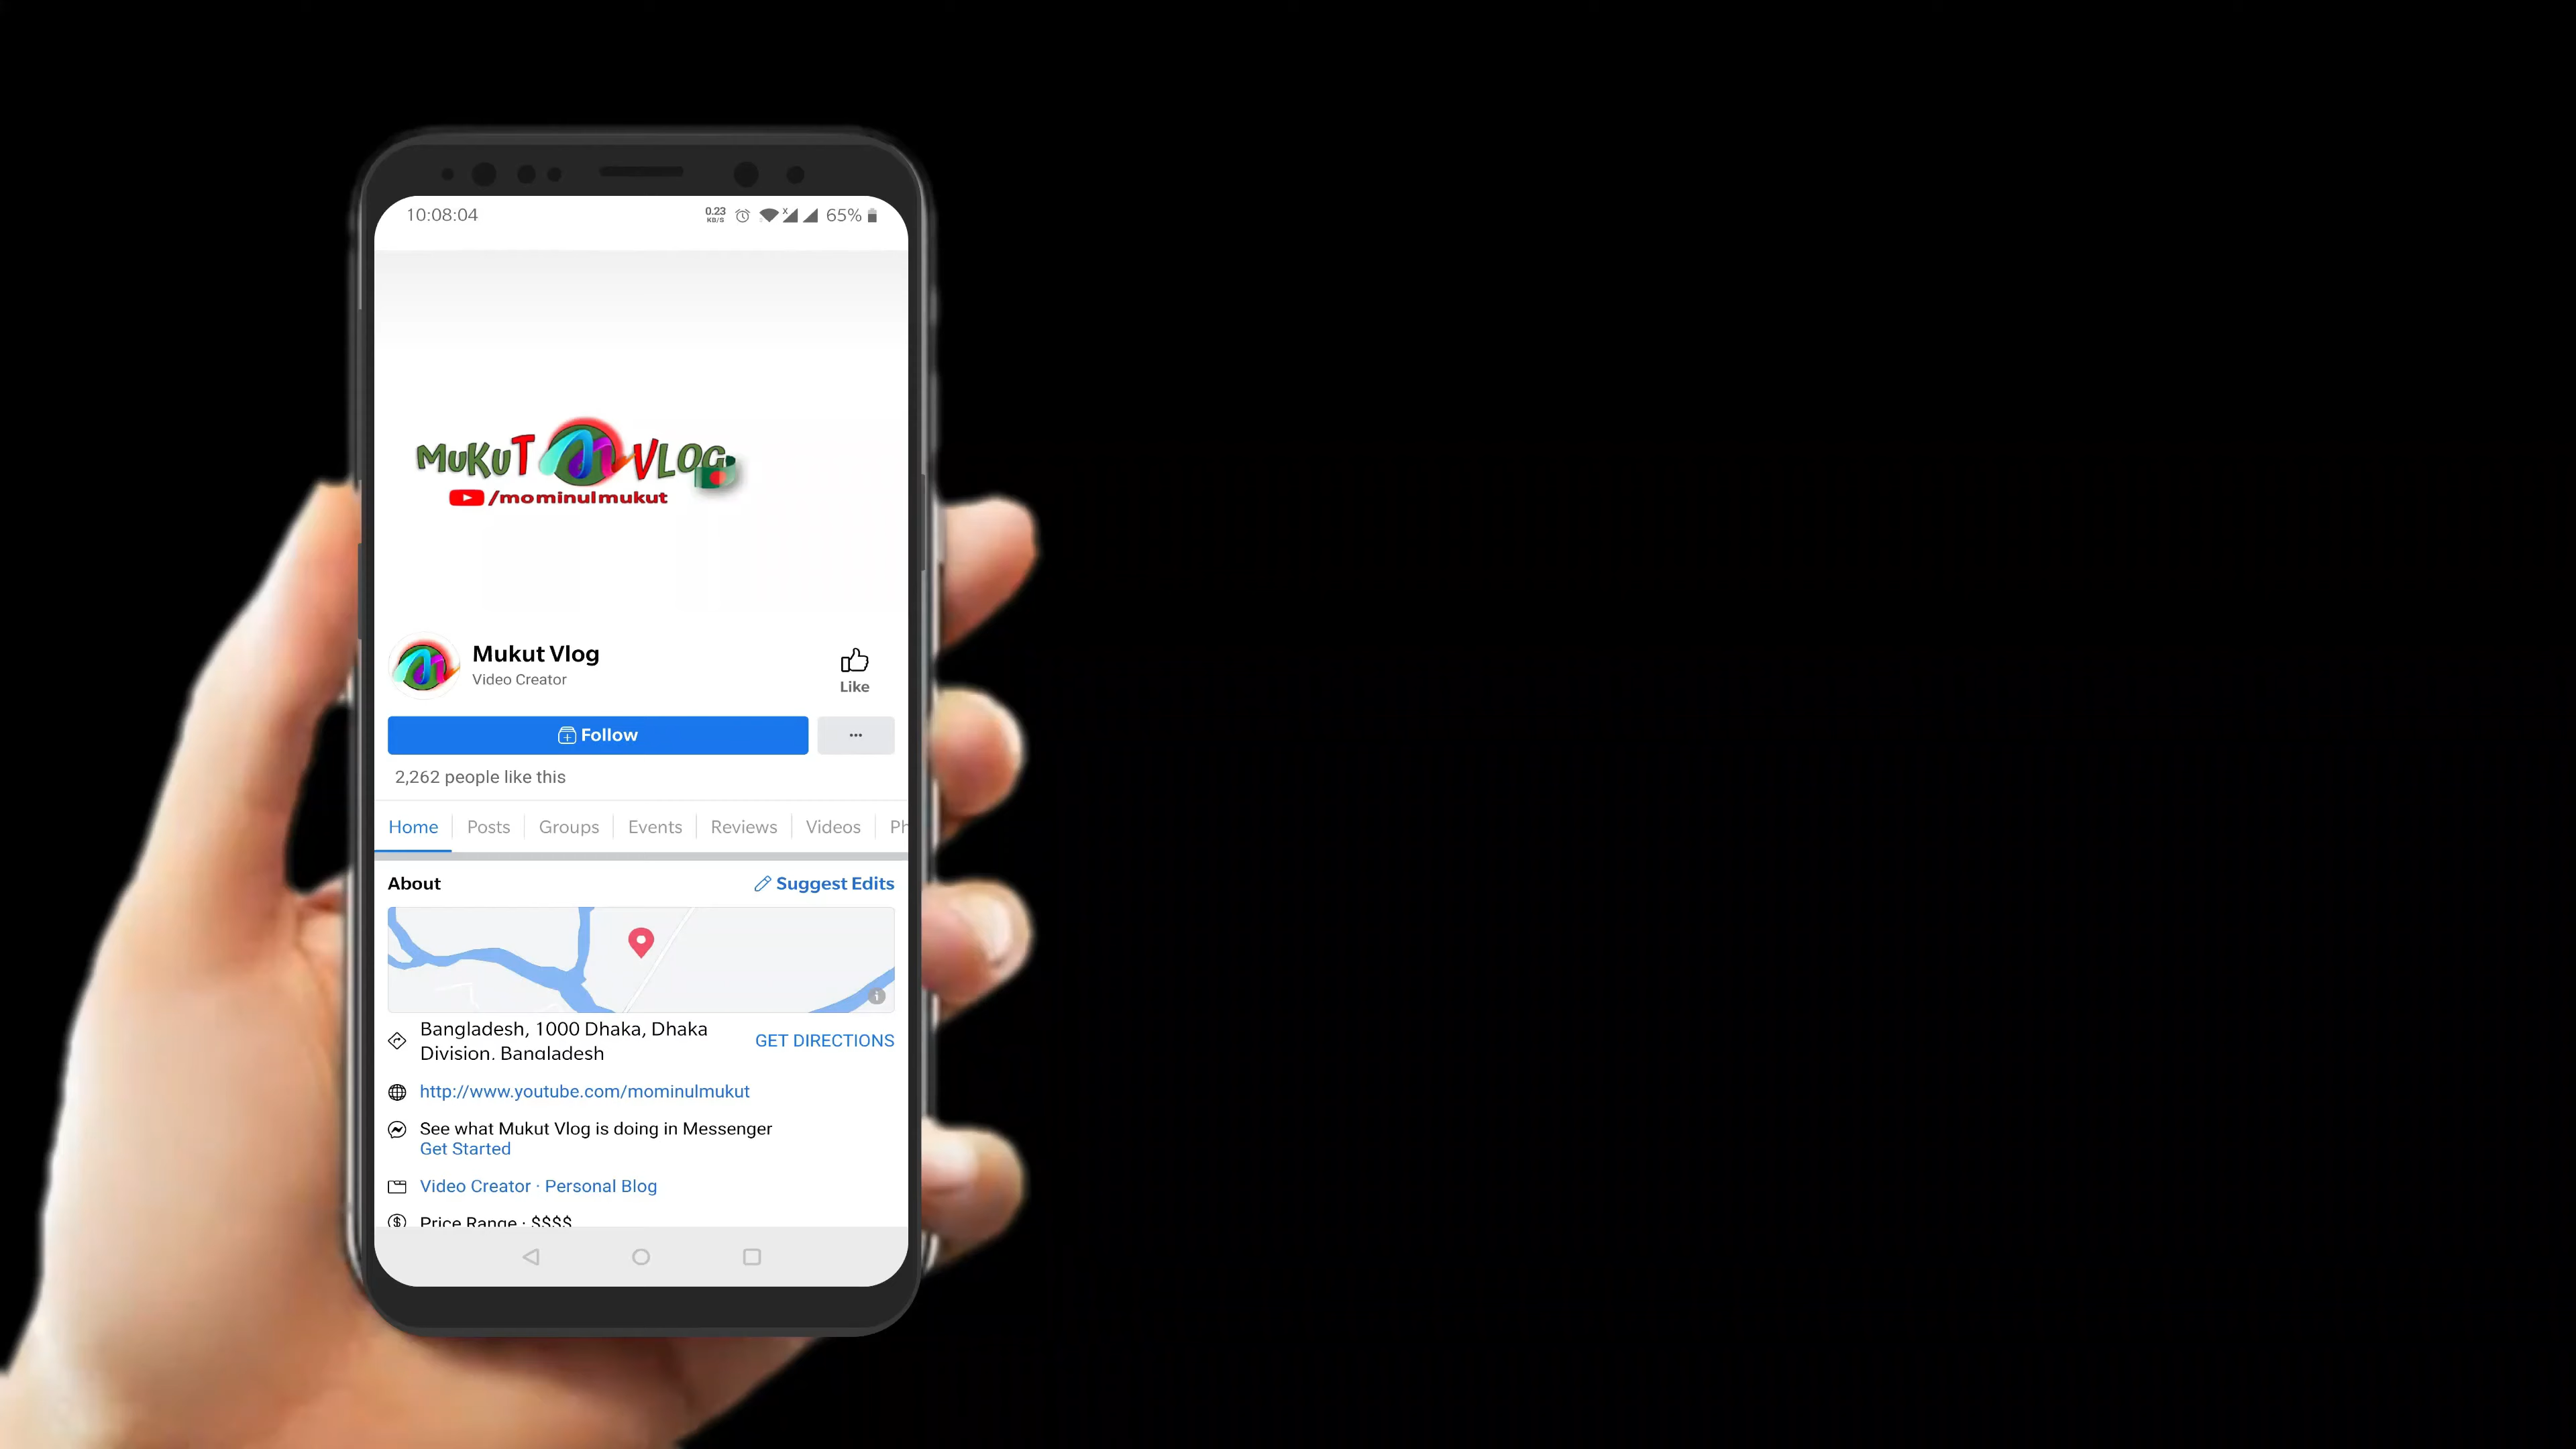 10:08:04
0.23
KB/S
65%
MuKuT VLOG
/mominulmukut
Mukut Vlog
Video Creator
Like
Follow
2,262 people like this
Home
Posts
Groups
Events
Reviews
Videos
Ph
About
Suggest Edits
Bangladesh, 1000 Dhaka, Dhaka
Division, Bangladesh
GET DIRECTIONS
http://www.youtube.com/mominulmukut
See what Mukut Vlog is doing in Messenger
Get Started
Video Creator · Personal Blog
Price Range · $$$$